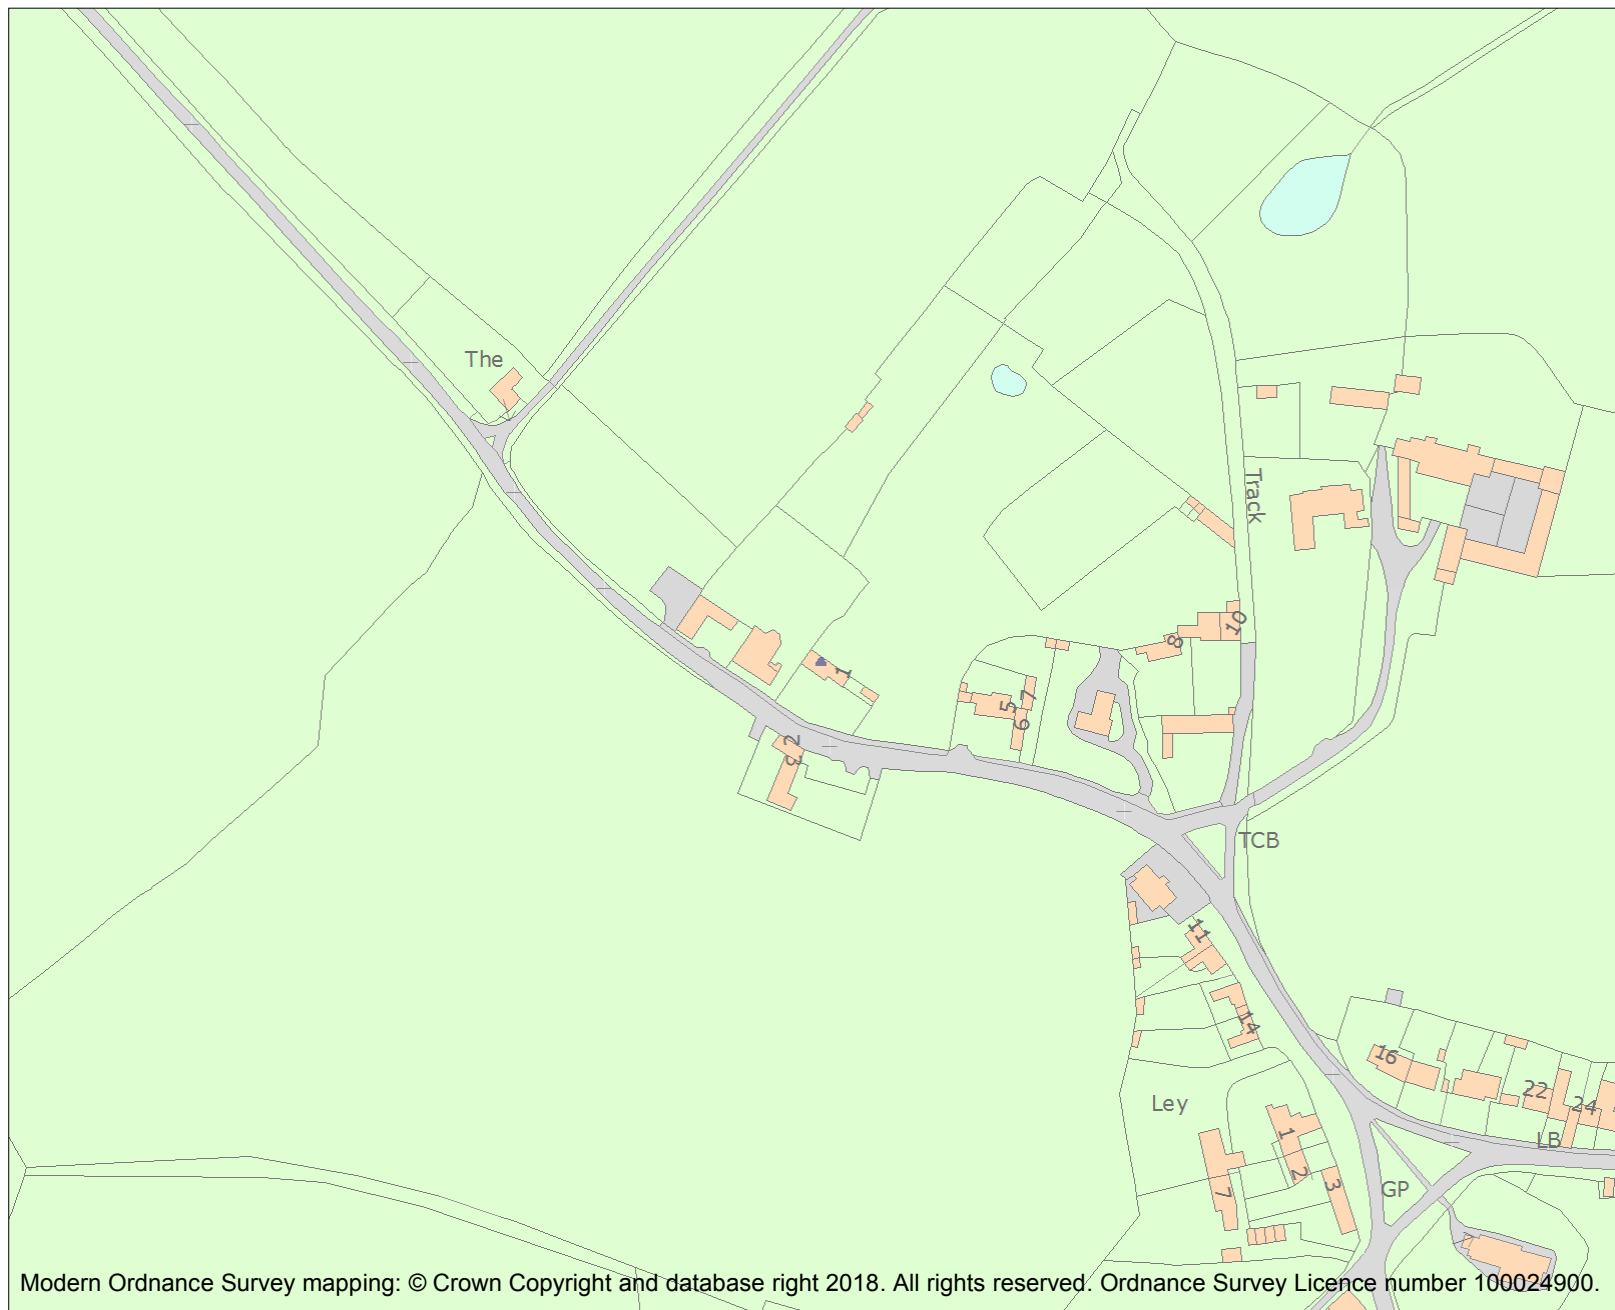 The
Track
10
8
1
7
5
6
2
3
TCB
11
14
16
22
24
LB
Ley
1
2
3
GP
7
Modern Ordnance Survey mapping: © Crown Copyright and database right 2018. All rights reserved. Ordnance Survey Licence number 100024900.